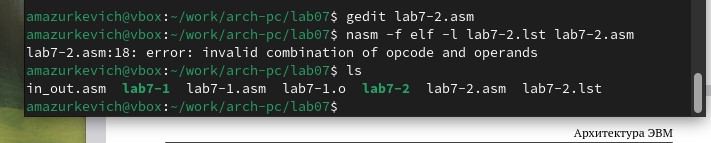 amazurkevich@vbox:~/work/arch-pc/lab07$ gedit lab7-2.asm
amazurkevich@vbox:~/work/arch-pc/lab07$ nasm -f elf -l lab7-2.lst lab7-2.asm
lab7-2.asm:18: error: invalid combination of opcode and operands
amazurkevich@vbox:~/work/arch-pc/lab07$ ls
in_out.asm  lab7-1  lab7-1.asm  lab7-1.o  lab7-2  lab7-2.asm  lab7-2.lst
amazurkevich@vbox:~/work/arch-pc/lab07$
Архитектура ЭВМ